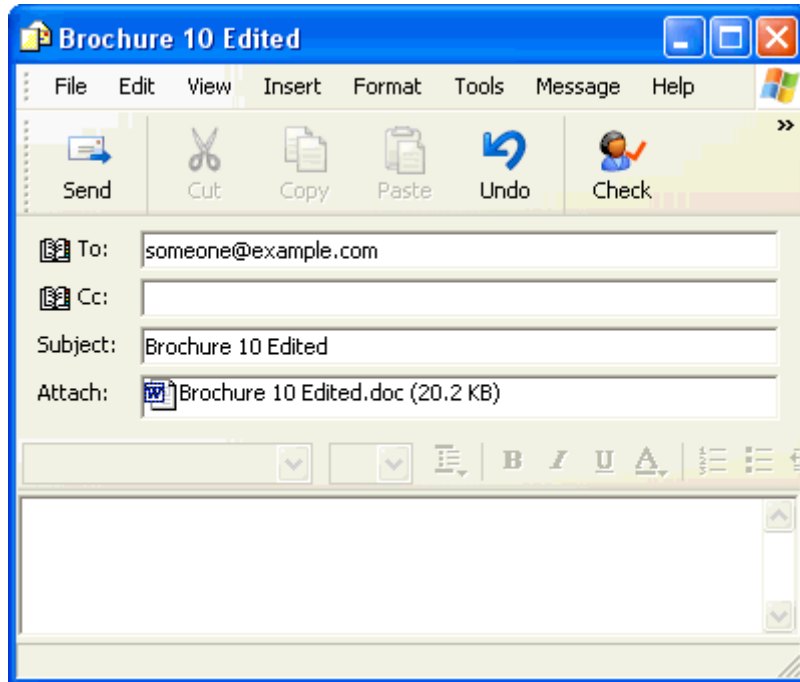 Brochure 10 Edited
File Edit View Insert Format Tools Message Help
Send Cut Copy Paste Undo Check »
To: someone@example.com
Cc:
Subject: Brochure 10 Edited
Attach: Brochure 10 Edited.doc (20.2 KB)
B I U A